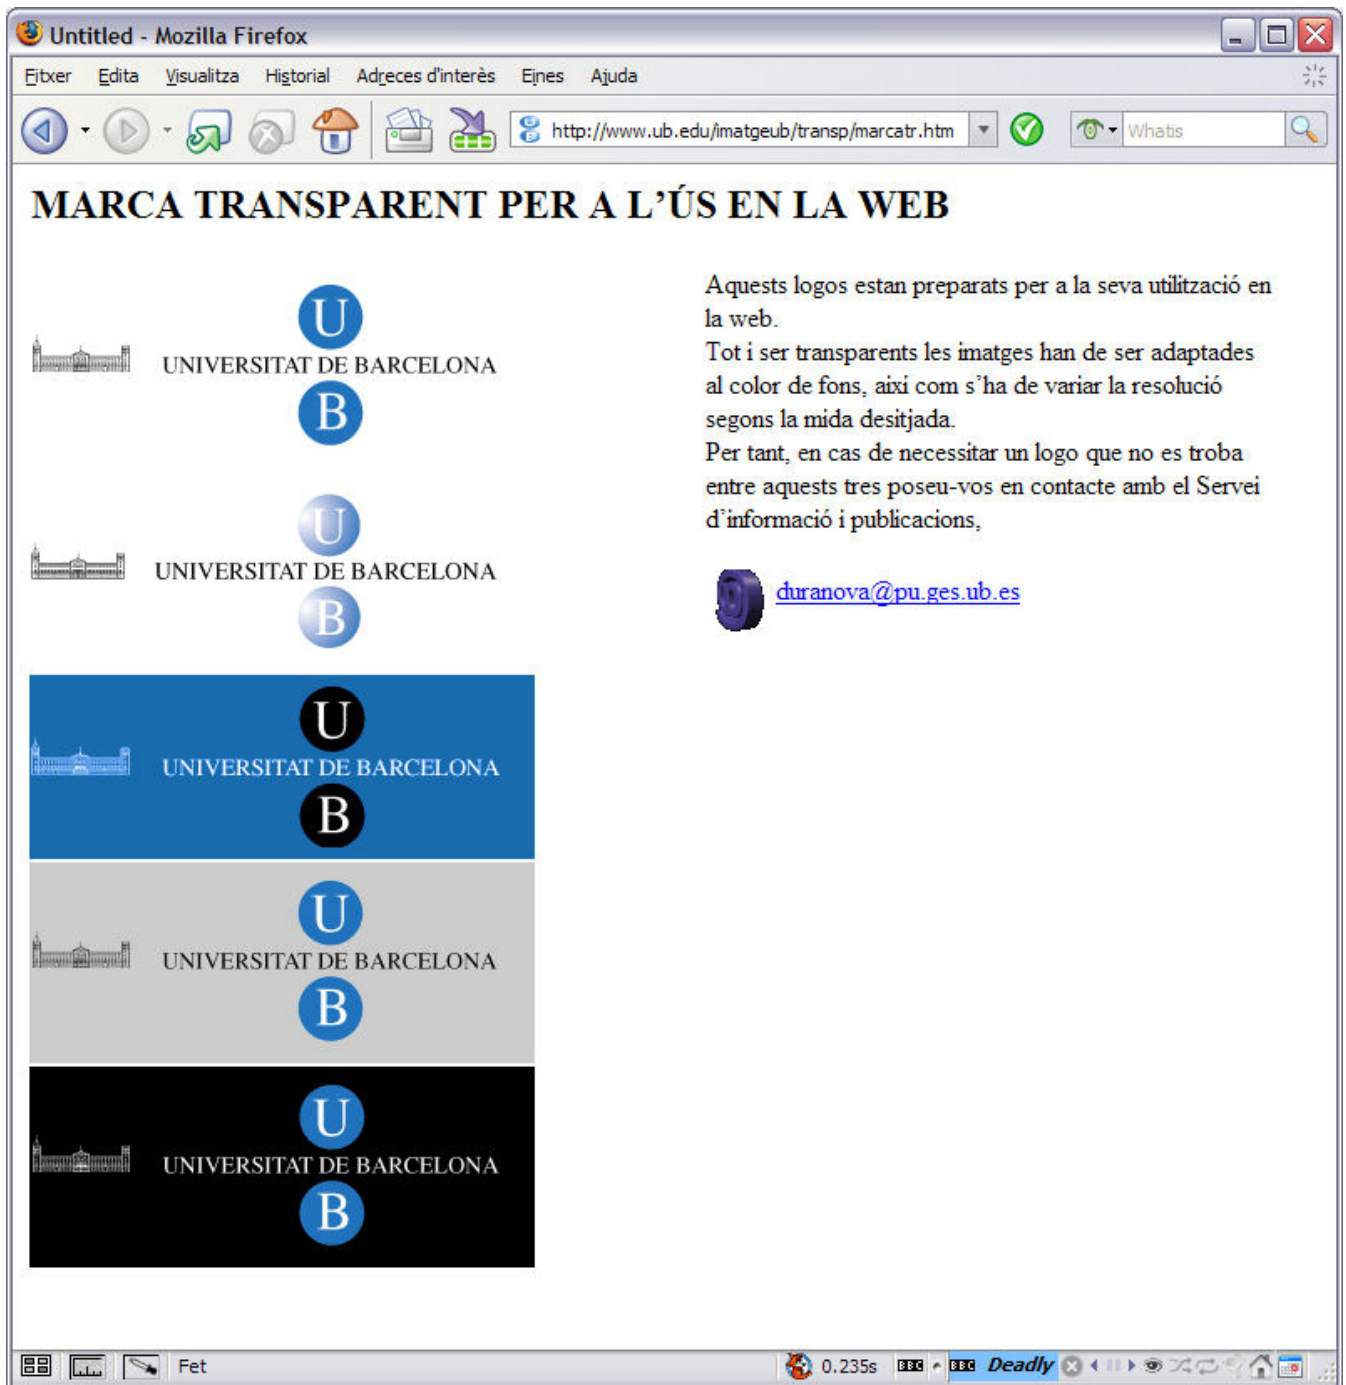 Untitled - Mozilla Firefox
Fitxer Edita Visualitza Historial Adreces d'interès Eines Ajuda
http://www.ub.edu/imatgeub/transp/marcatr.htm Whatis
MARCA TRANSPARENT PER A L’ÚS EN LA WEB
U
UNIVERSITAT DE BARCELONA
B
U
UNIVERSITAT DE BARCELONA
B
U
UNIVERSITAT DE BARCELONA
B
U
UNIVERSITAT DE BARCELONA
B
U
UNIVERSITAT DE BARCELONA
B
Aquests logos estan preparats per a la seva utilització en
la web.
Tot i ser transparents les imatges han de ser adaptades
al color de fons, així com s’ha de variar la resolució
segons la mida desitjada.
Per tant, en cas de necessitar un logo que no es troba
entre aquests tres poseu-vos en contacte amb el Servei
d’informació i publicacions,
duranova@pu.ges.ub.es
Fet 0.235s BBC BBC Deadly